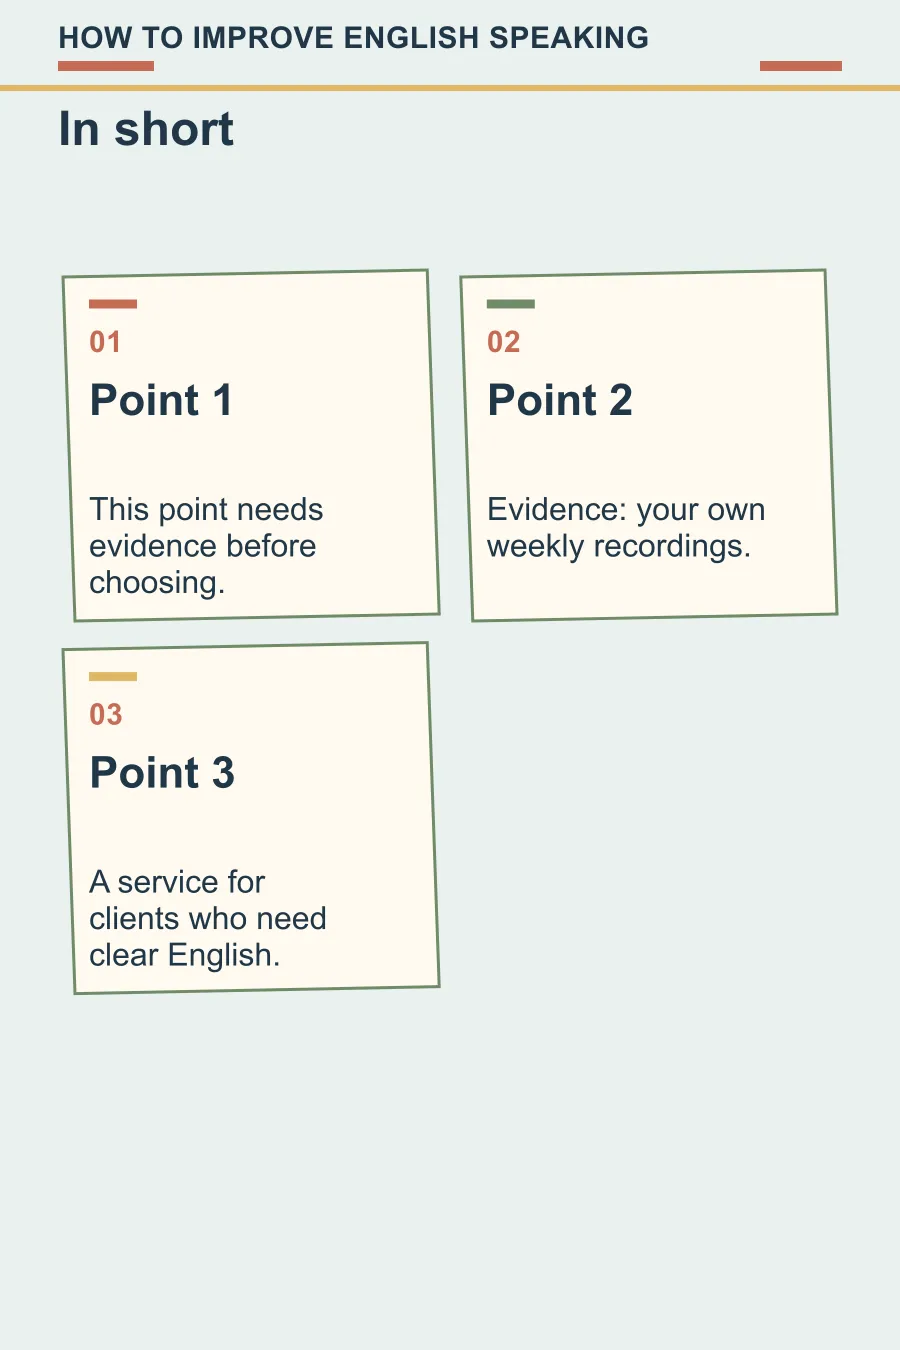 HOW TO IMPROVE ENGLISH SPEAKING
In short
01
Point 1
This point needs
evidence before
choosing.
02
Point 2
Evidence: your own
weekly recordings.
03
Point 3
A service for
clients who need
clear English.